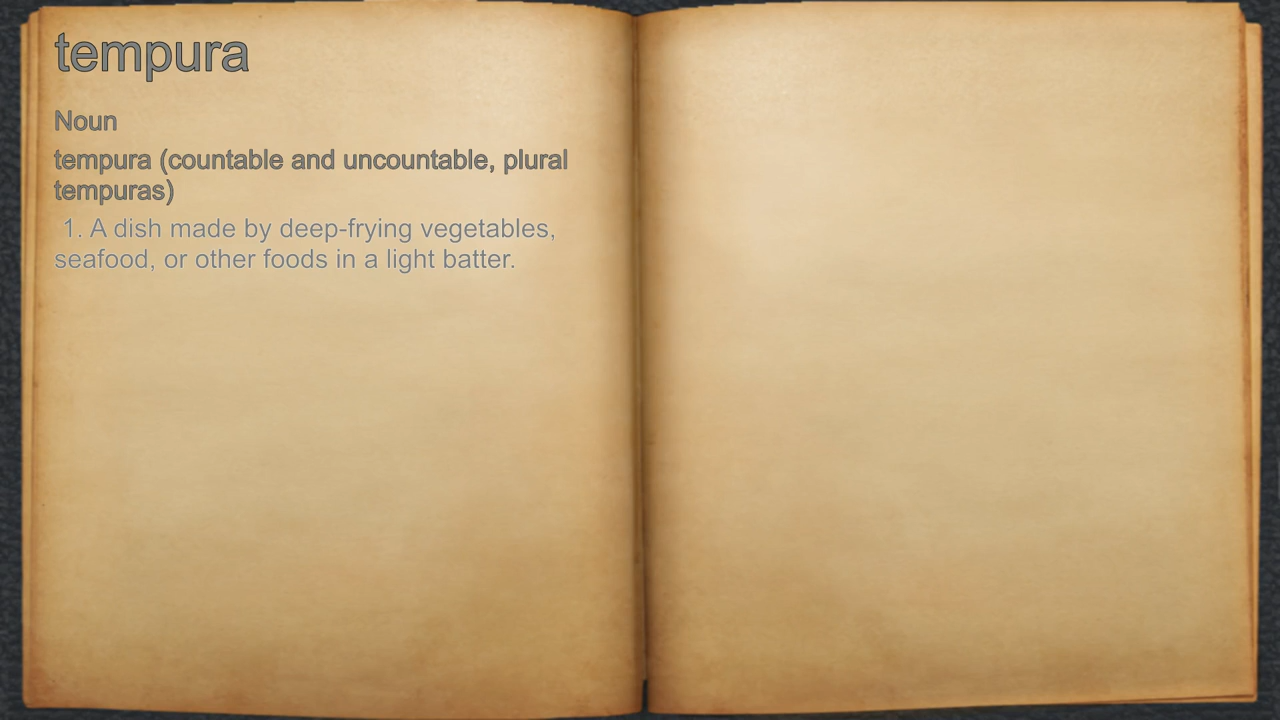 tempura
Noun
tempura (countable and uncountable, plural
tempuras)
1. A dish made by deep-frying vegetables,
seafood, or other foods in a light batter.